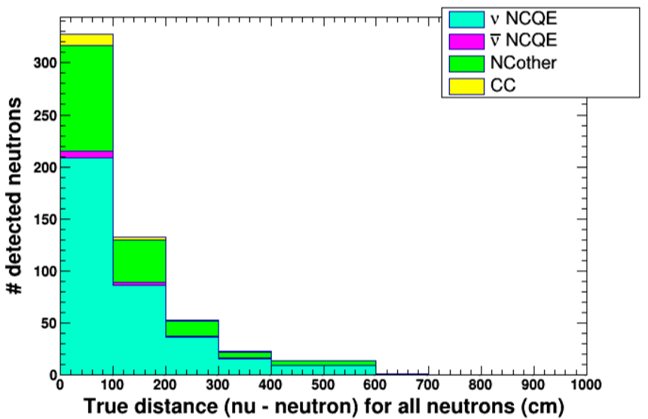 ν NCQE
ν̅ NCQE
NCother
CC
# detected neutrons
300
250
200
150
100
50
0
0 100 200 300 400 500 600 700 800 900 1000
True distance (nu - neutron) for all neutrons (cm)